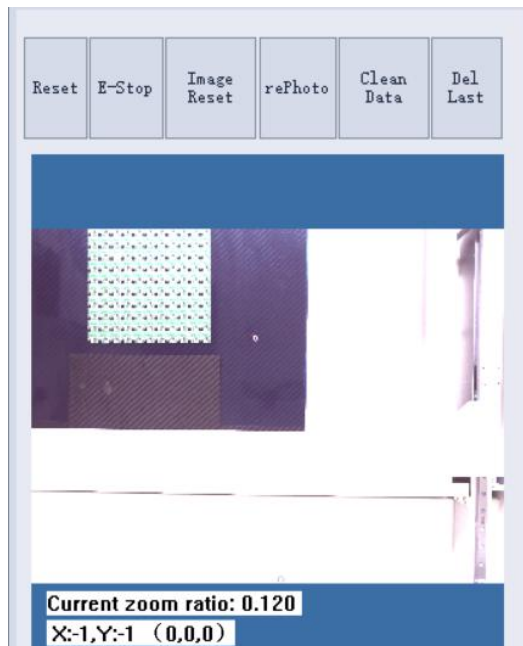 Reset
E-Stop
Image
Reset
rePhoto
Clean
Data
Del
Last
Current zoom ratio: 0.120
X:-1,Y:-1 (0,0,0)